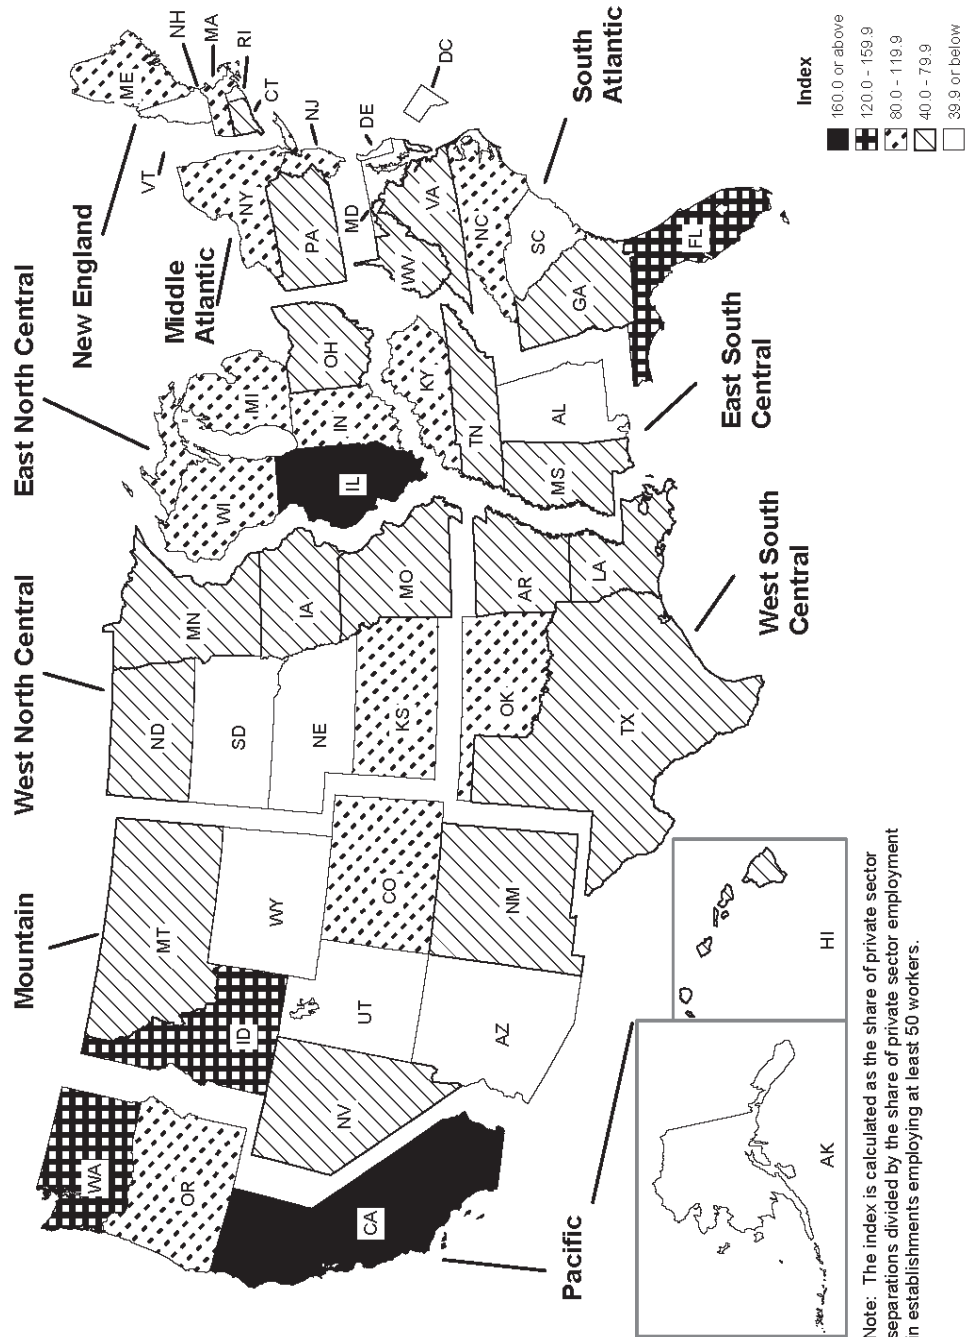 Mountain
West North Central
East North Central
New England
Middle
Atlantic
South
Atlantic
East South
Central
West South
Central
Pacific
WA
OR
CA
ID
NV
MT
WY
UT
AZ
CO
NM
ND
SD
NE
KS
OK
TX
MN
IA
MO
AR
LA
WI
MI
IL
IN
OH
KY
TN
MS
AL
NY
PA
NJ
VT
ME
NH
MA
RI
CT
DE
MD
DC
WV
VA
NC
SC
GA
FL
AK
HI
Index
160.0 or above
120.0 - 159.9
80.0 - 119.9
40.0 - 79.9
39.9 or below
Note: The index is calculated as the share of private sector
separations divided by the share of private sector employment
in establishments employing at least 50 workers.